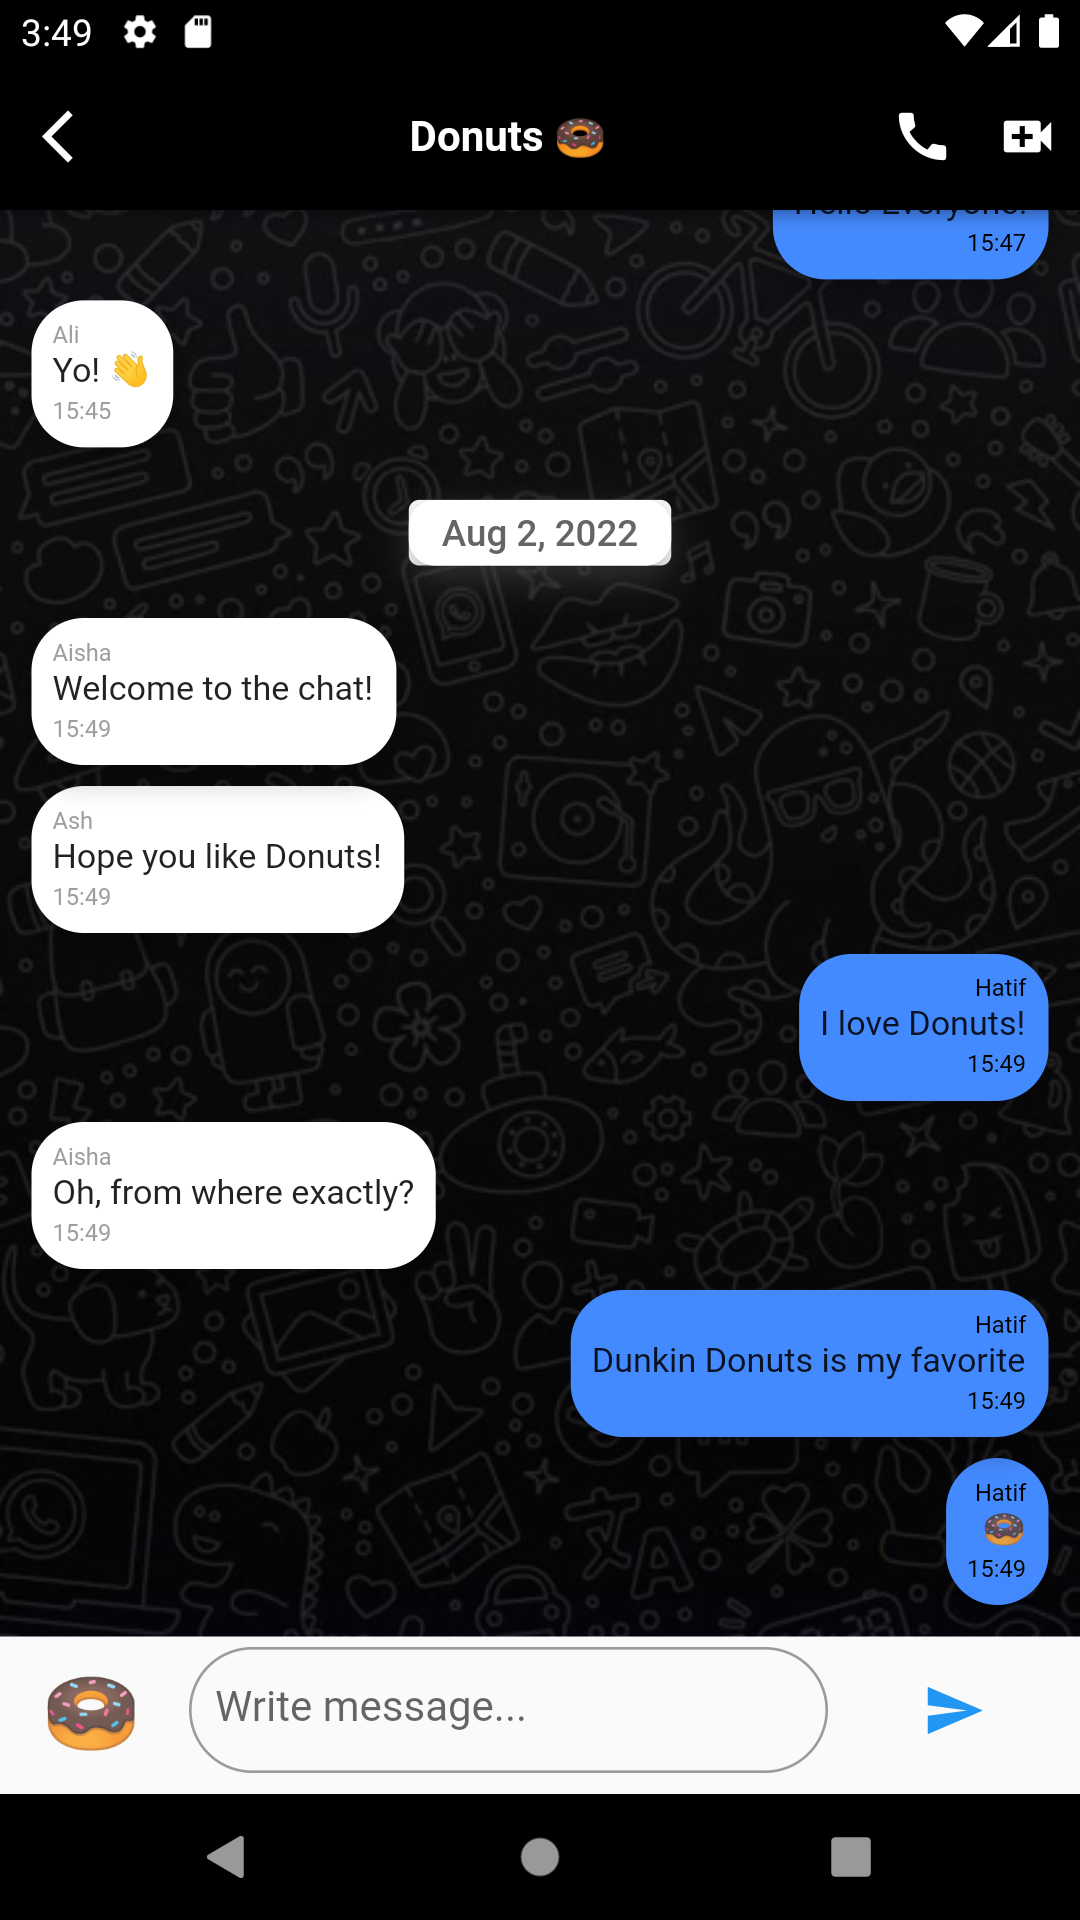 3:49
Donuts 🍩
Hello Everyone!
15:47
Ali
Yo! 👋
15:45
Aug 2, 2022
Aisha
Welcome to the chat!
15:49
Ash
Hope you like Donuts!
15:49
Hatif
I love Donuts!
15:49
Aisha
Oh, from where exactly?
15:49
Hatif
Dunkin Donuts is my favorite
15:49
Hatif
🍩
15:49
🍩
Write message...